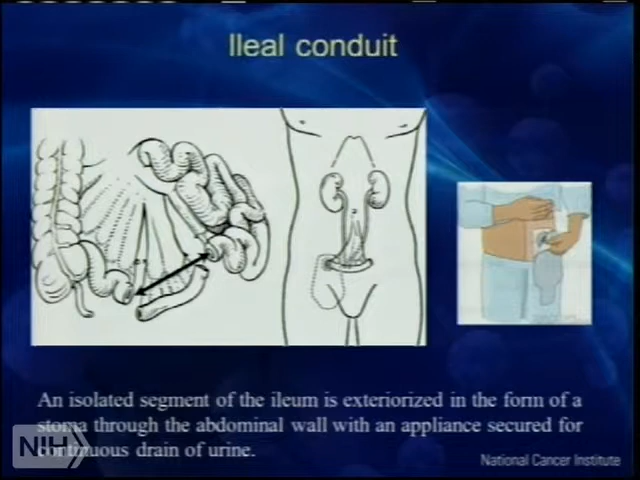 Ileal conduit
An isolated segment of the ileum is exteriorized in the form of a
stoma through the abdominal wall with an appliance secured for
continuous drain of urine.
NIH
National Cancer Institute